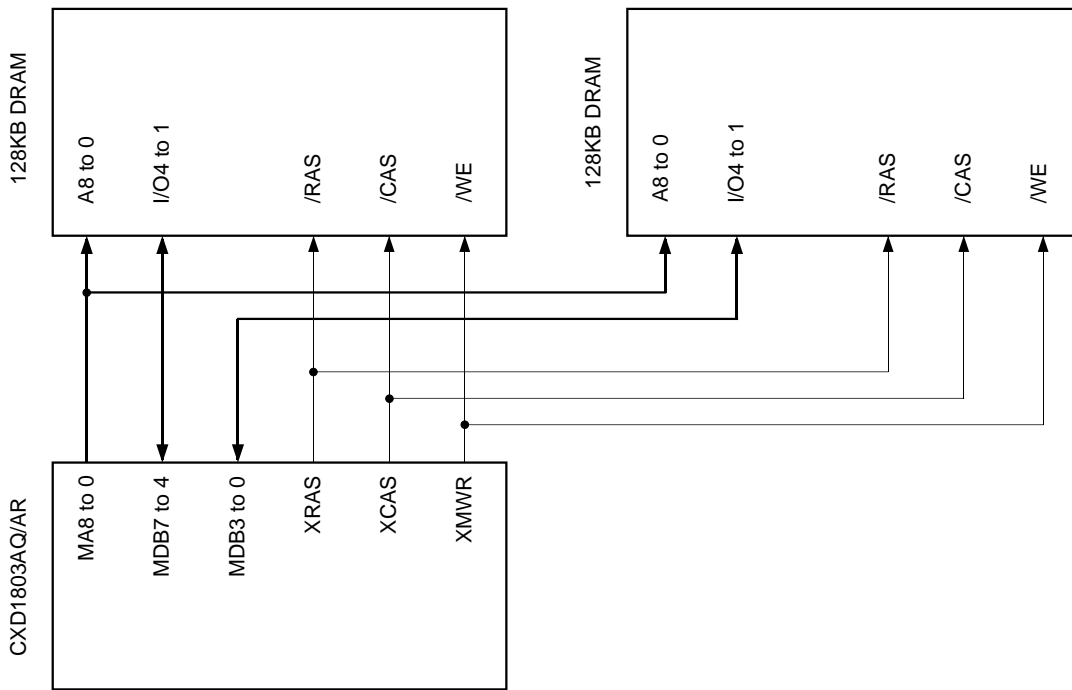 128KB DRAM
A8 to 0
I/O4 to 1
/RAS
/CAS
/WE
128KB DRAM
A8 to 0
I/O4 to 1
/RAS
/CAS
/WE
CXD1803AQ/AR
MA8 to 0
MDB7 to 4
MDB3 to 0
XRAS
XCAS
XMWR